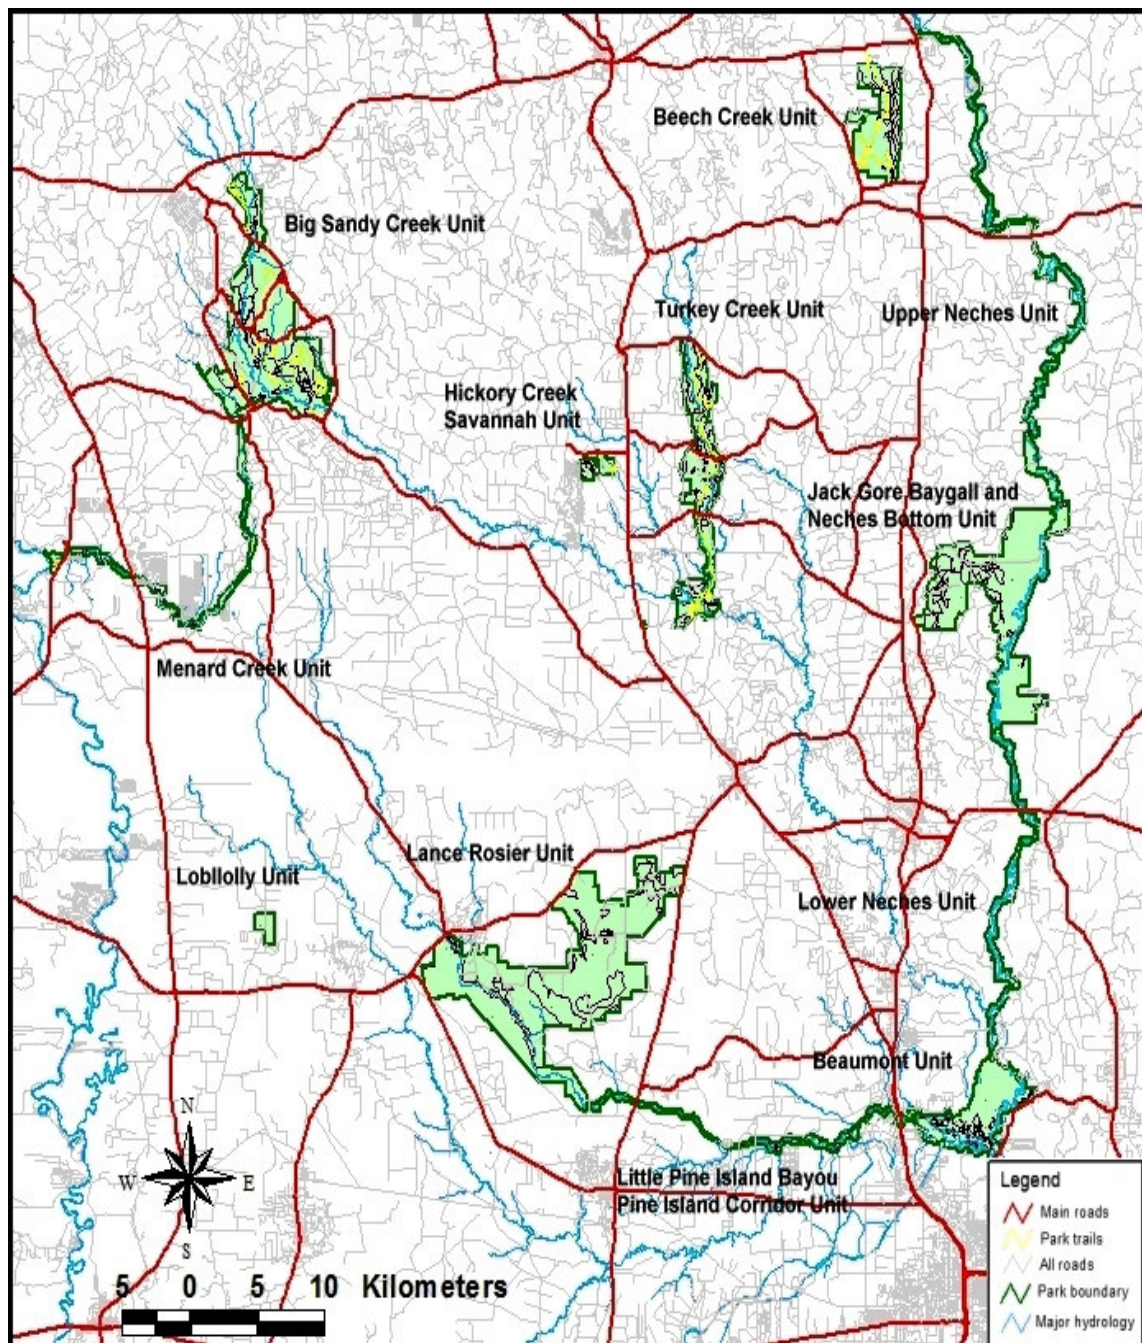 Beech Creek Unit
Big Sandy Creek Unit
Turkey Creek Unit
Upper Neches Unit
Hickory Creek
Savannah Unit
Jack Gore Baygall and
Neches Bottom Unit
Menard Creek Unit
Lance Rosier Unit
Lobllolly Unit
Lower Neches Unit
Beaumont Unit
Little Pine Island Bayou
Pine Island Corridor Unit
N
W
E
S
5 0 5 10 Kilometers
Legend
Main roads
Park trails
All roads
Park boundary
Major hydrology